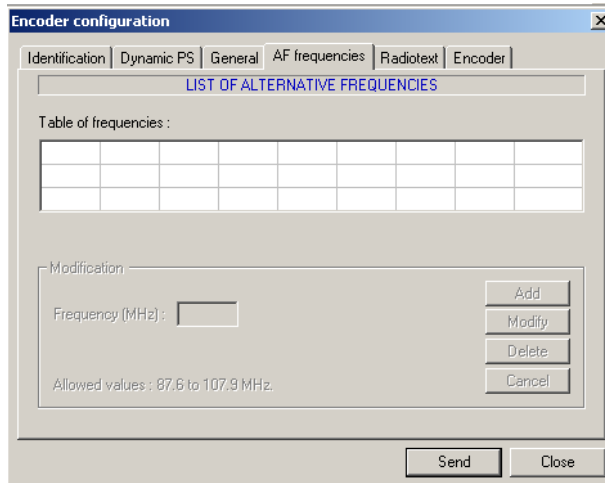 Encoder configuration
Identification Dynamic PS General AF frequencies Radiotext Encoder
LIST OF ALTERNATIVE FREQUENCIES
Table of frequencies :
Modification
Frequency (MHz) :
Add
Modify
Delete
Allowed values : 87.6 to 107.9 MHz.
Cancel
Send Close